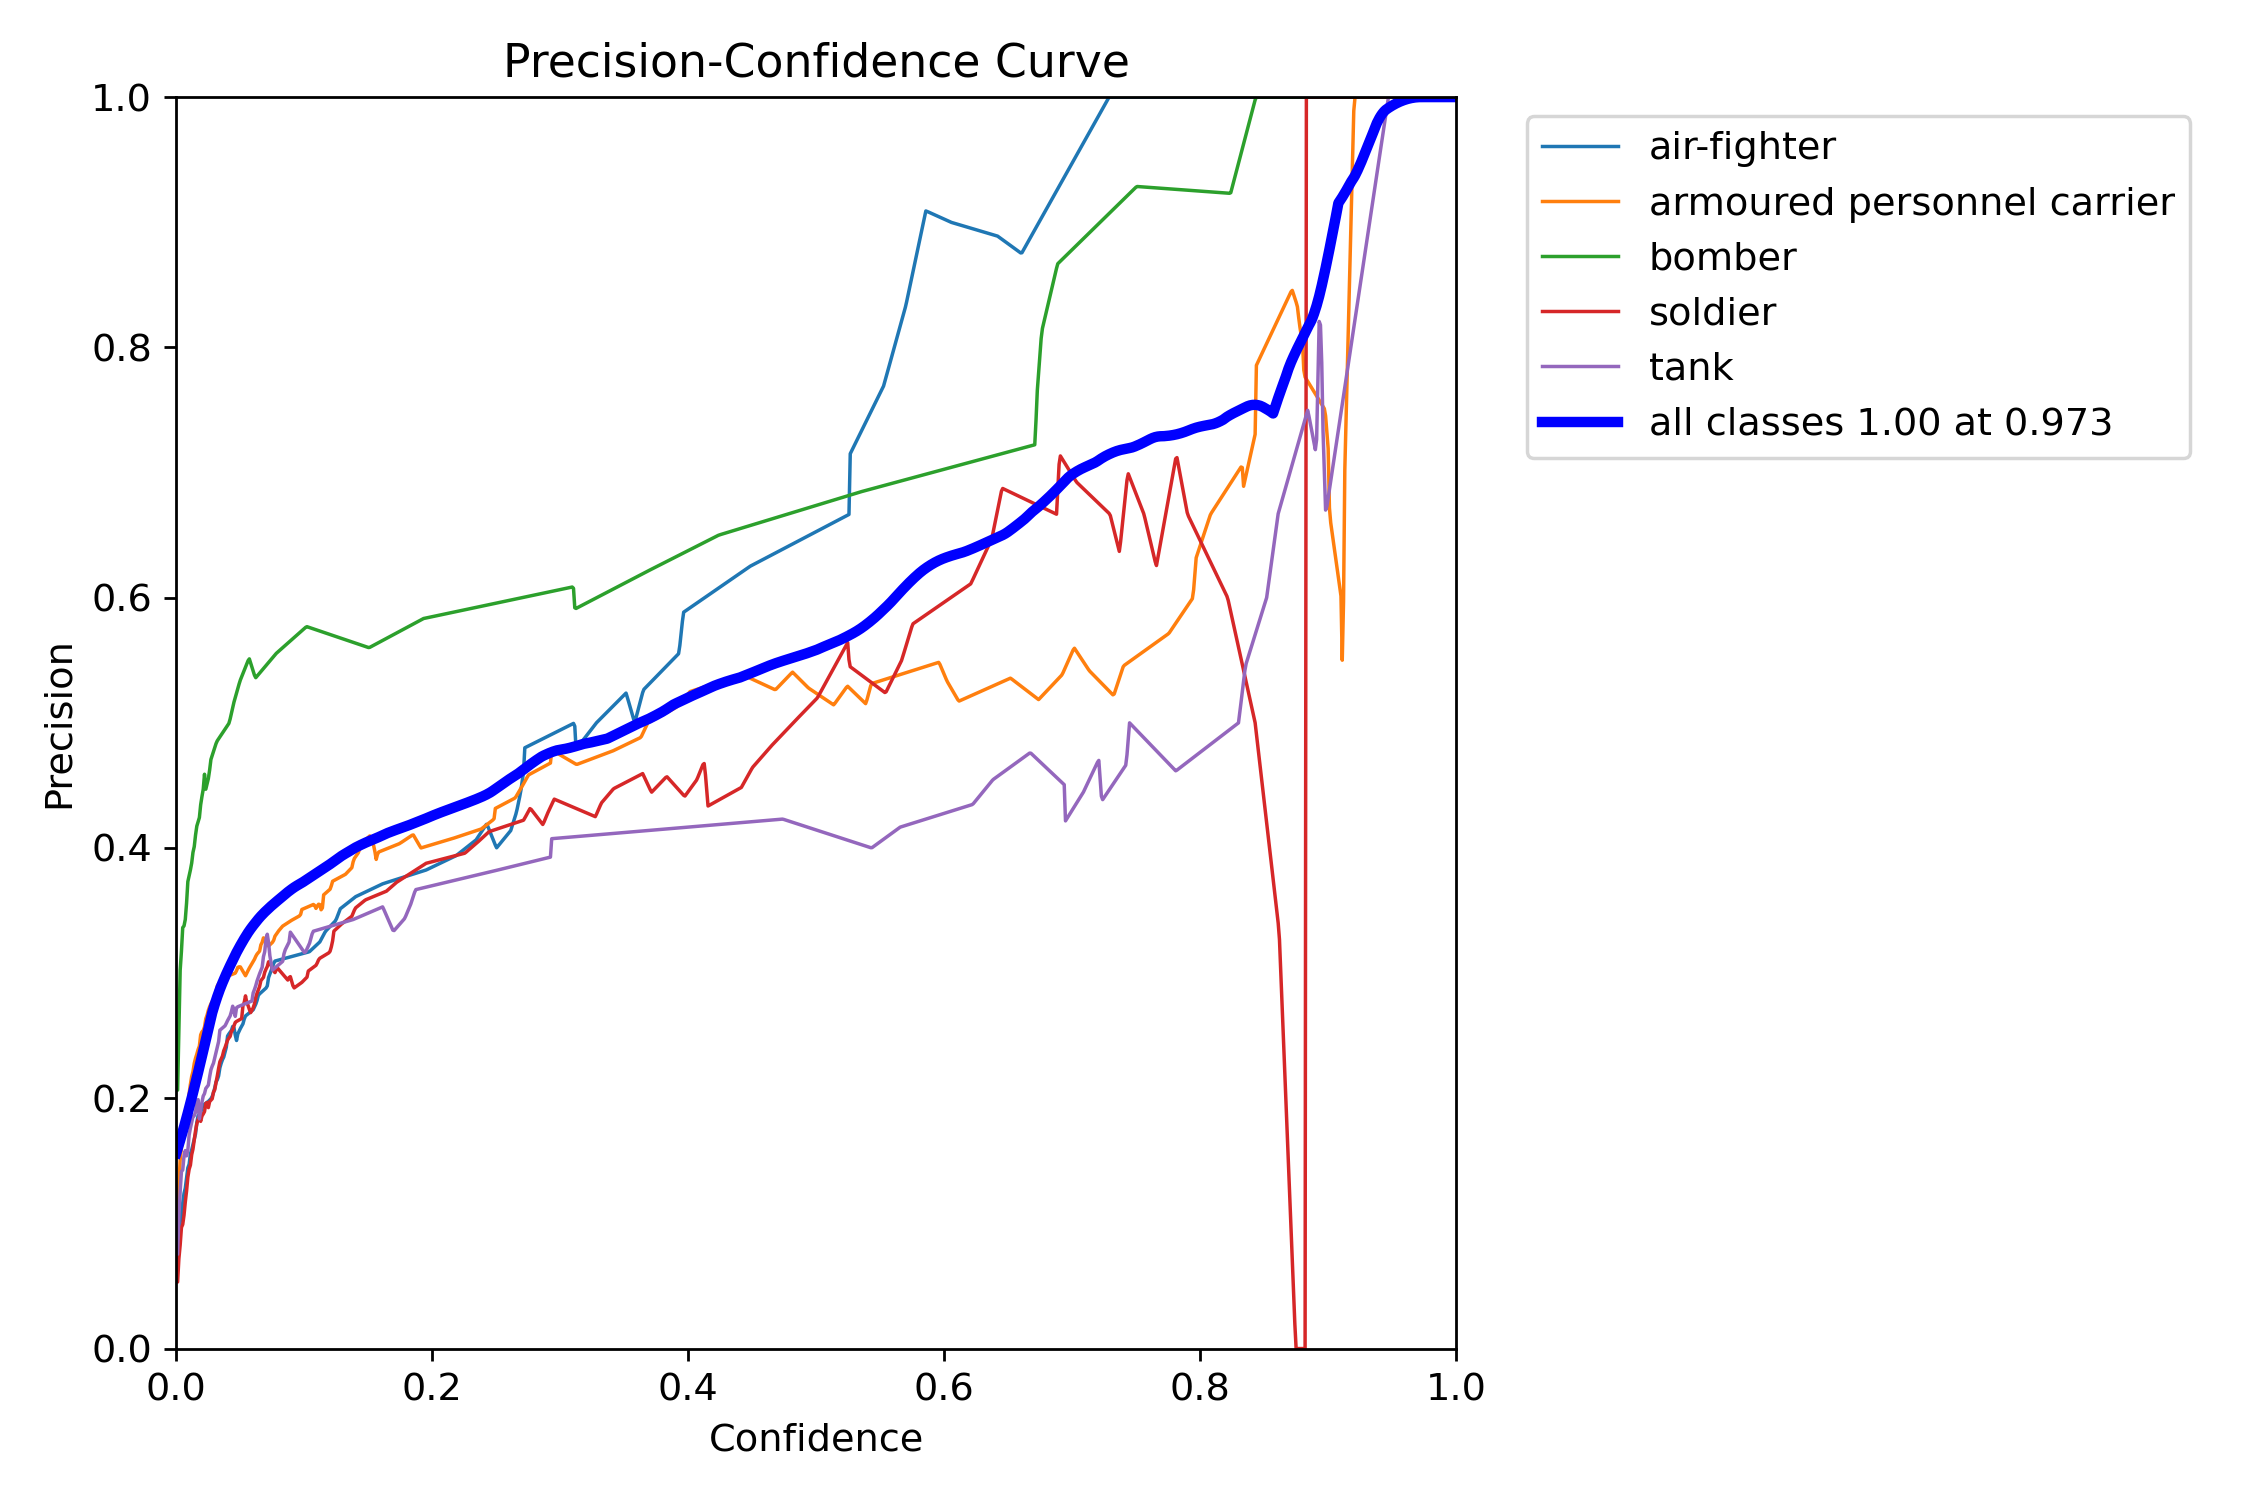 Precision-Confidence Curve
1.0
0.8
0.6
0.4
0.2
0.0
Precision
0.0 0.2 0.4 0.6 0.8 1.0
Confidence
air-fighter
armoured personnel carrier
bomber
soldier
tank
all classes 1.00 at 0.973